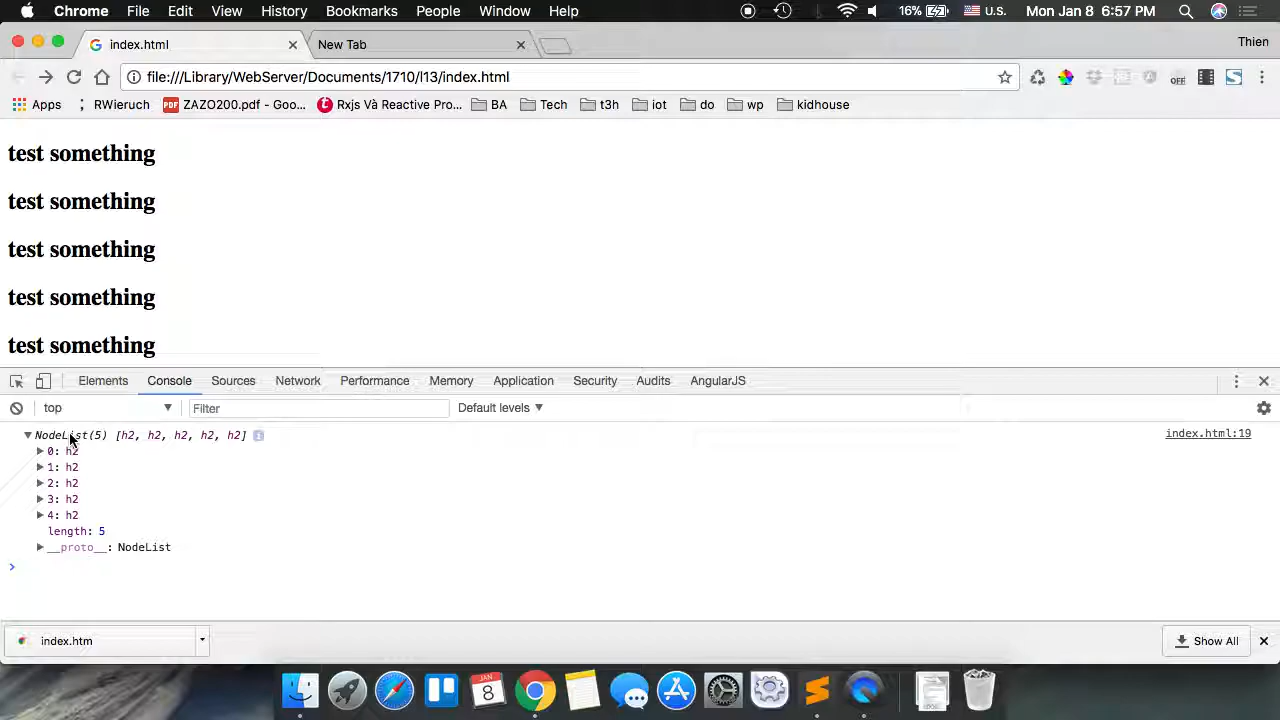 Chrome File Edit View History Bookmarks People Window Help 16% U.S. Mon Jan 8 6:57 PM
index.html New Tab Thien
file:///Library/WebServer/Documents/1710/l13/index.html OFF
Apps RWieruch PDF ZAZO200.pdf - Goo... Rxjs Và Reactive Pr... BA Tech t3h iot do wp kidhouse
test something
test something
test something
test something
test something
Elements Console Sources Network Performance Memory Application Security Audits AngularJS
top Filter Default levels
NodeList(5) [h2, h2, h2, h2, h2] index.html:19
0: h2
1: h2
2: h2
3: h2
4: h2
length: 5
__proto__: NodeList
index.htm Show All
JAN
8